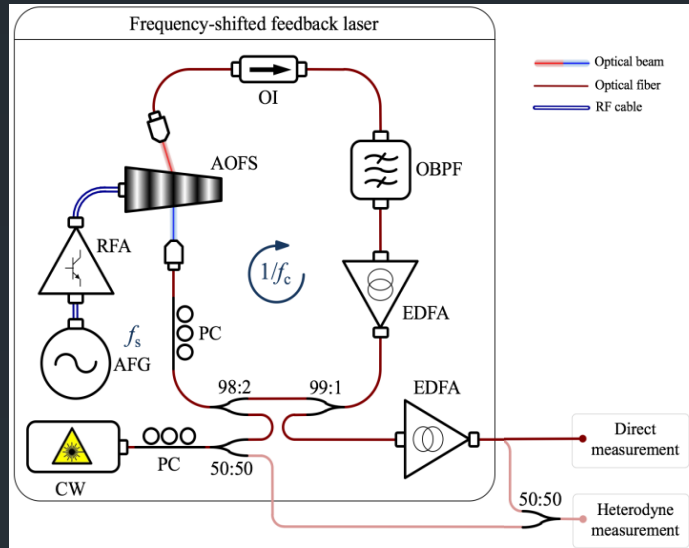 Frequency-shifted feedback laser
Optical beam
Optical fiber
RF cable
OI
AOFS
OBPF
RFA
1/fc
EDFA
fs
PC
AFG
98:2
99:1
EDFA
PC
50:50
CW
Direct
measurement
50:50
Heterodyne
measurement